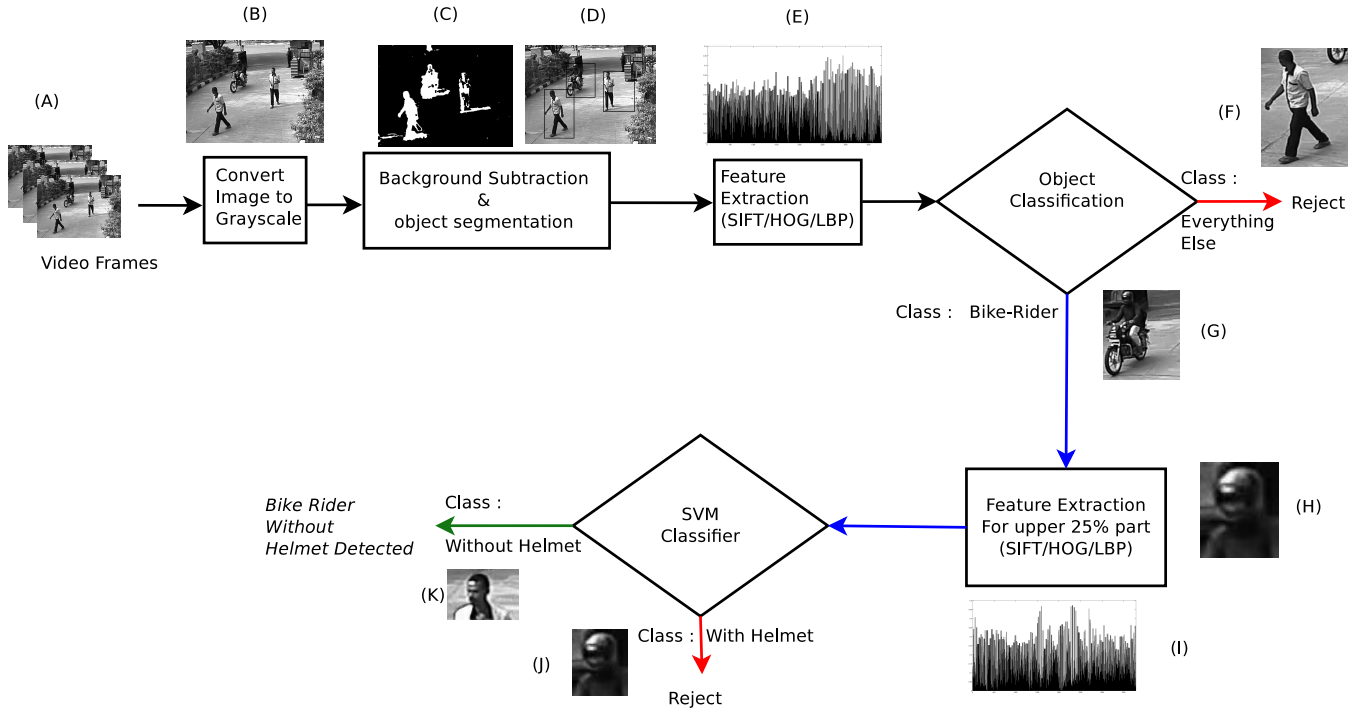 (A)
Video Frames
(B)
Convert
Image to
Grayscale
(C)
(D)
Background Subtraction
&
object segmentation
(E)
Feature
Extraction
(SIFT/HOG/LBP)
Object
Classification
Class :
Everything
Else
(F)
Reject
Class : Bike-Rider
(G)
Feature Extraction
For upper 25% part
(SIFT/HOG/LBP)
(H)
(I)
SVM
Classifier
Class :
Without Helmet
Bike Rider
Without
Helmet Detected
(K)
Class : With Helmet
(J)
Reject